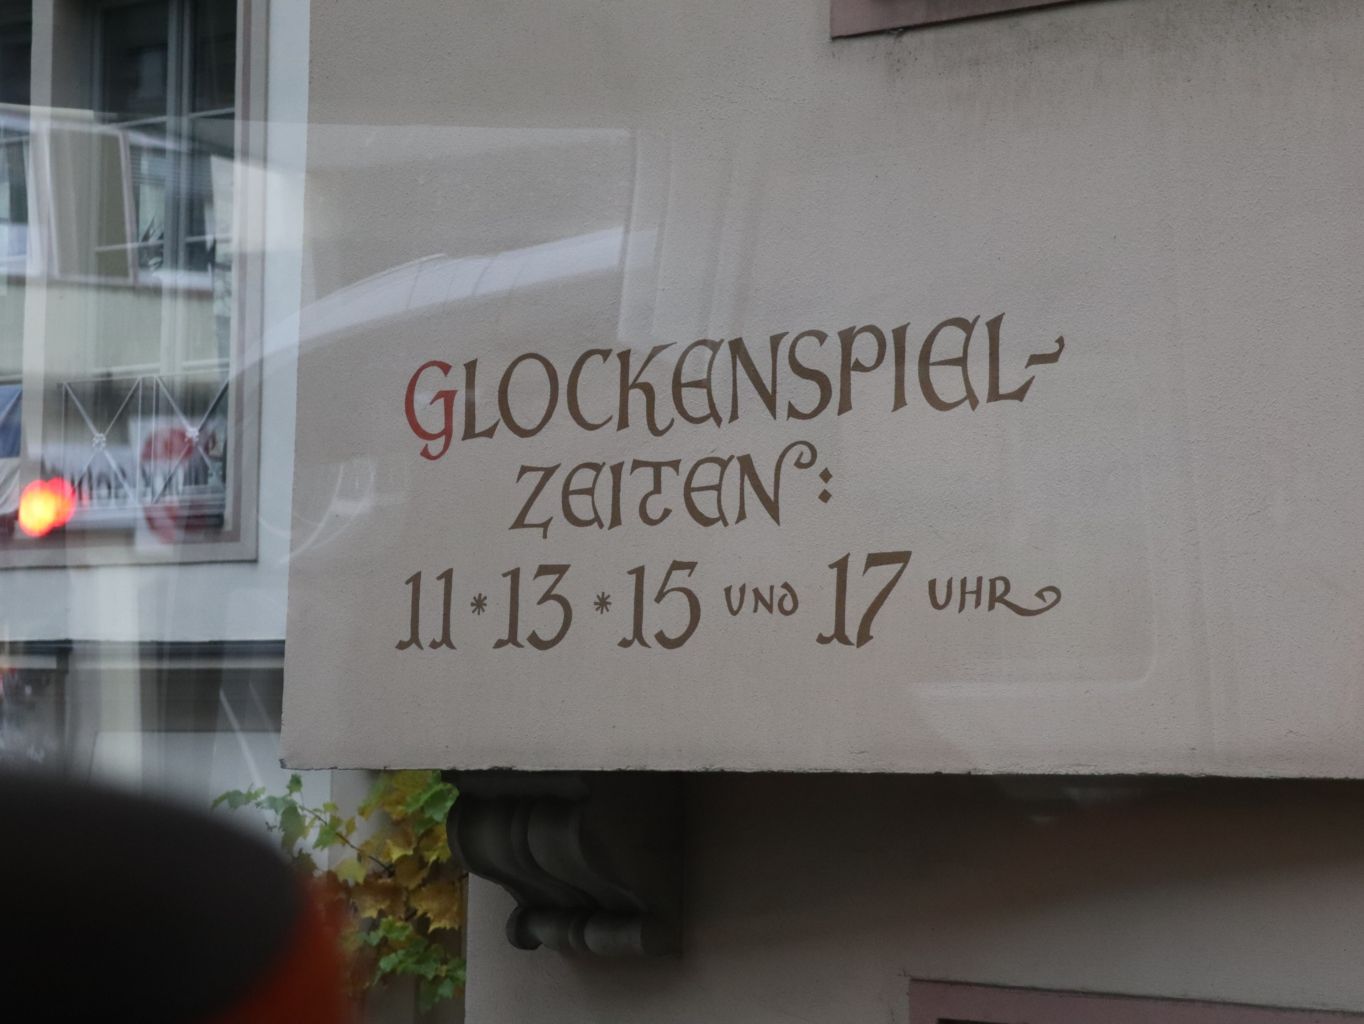 GLOCKENSPIEL-
ZEITEN:
11*13*15 UND 17 UHR